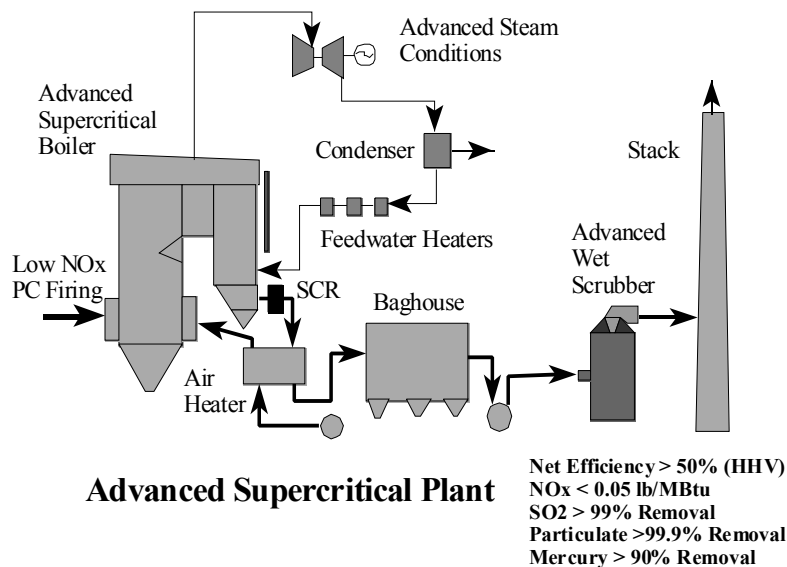 Advanced Steam
Conditions
Advanced
Supercritical
Boiler
Condenser
Stack
Feedwater Heaters
Advanced
Wet
Scrubber
Low NOx
PC Firing
SCR
Baghouse
Air
Heater
Advanced Supercritical Plant
Net Efficiency > 50% (HHV)
NOx < 0.05 lb/MBtu
SO2 > 99% Removal
Particulate >99.9% Removal
Mercury > 90% Removal